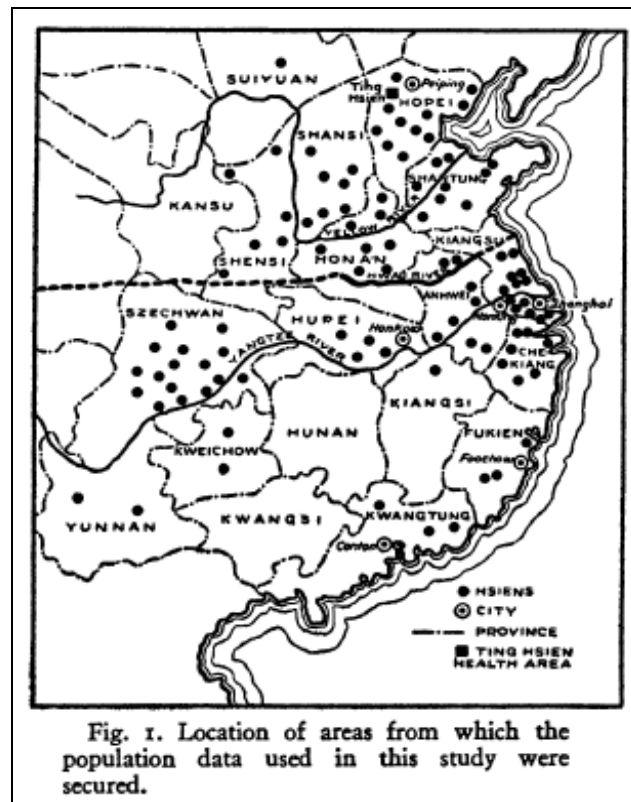 SUIYUAN
Peiping
TING
HSIEN
HOPEI
SHANSI
SHANTUNG
KANSU
YELLOW RIVER
KIANGSU
SHENSI
HONAN
HWAI RIVER
SZECHWAN
ANHWEI
Shanghai
HUPEI
Hankow
YANGTZE RIVER
CHE-
KIANG
KIANGSI
HUNAN
FUKIEN
KWEICHOW
Foochow
YUNNAN
KWANGSI
KWANGTUNG
Canton
HSIENS
CITY
PROVINCE
TING HSIEN
HEALTH AREA
Fig. 1. Location of areas from which the
population data used in this study were
secured.